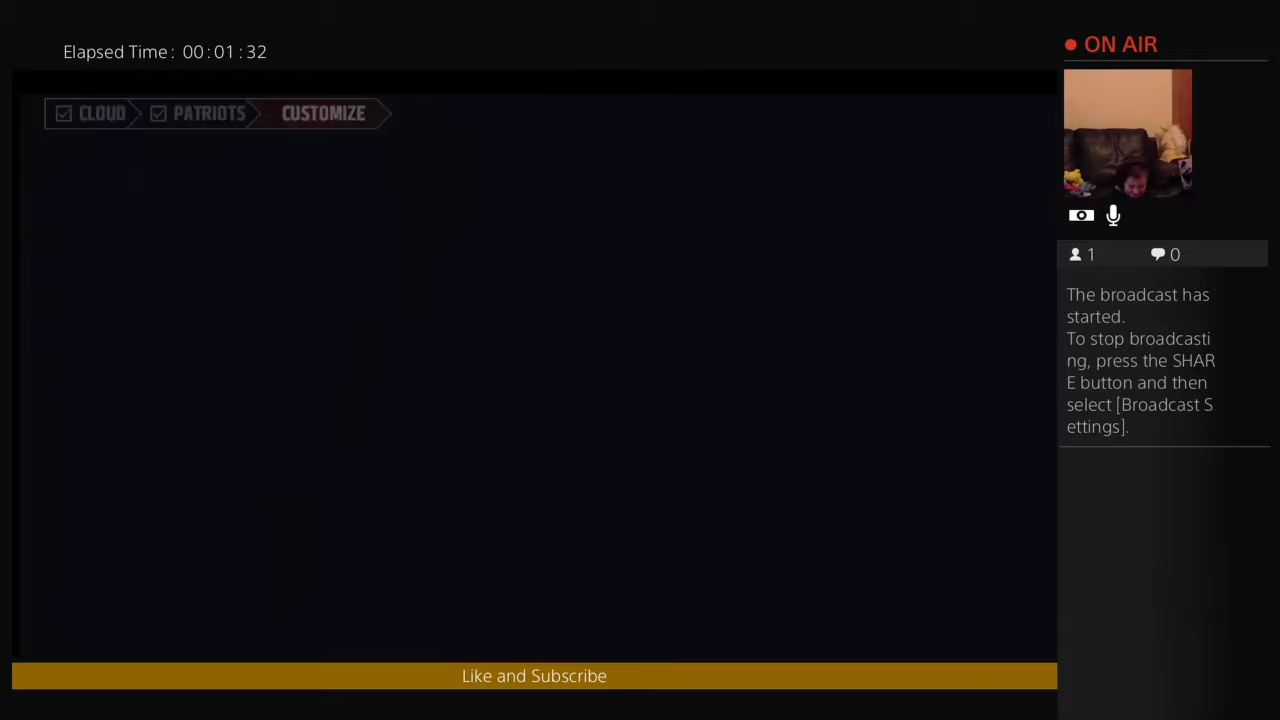 Elapsed Time: 00:01:32
ON AIR
CLOUD PATRIOTS CUSTOMIZE
1 0
The broadcast has
started.
To stop broadcasti
ng, press the SHAR
E button and then
select [Broadcast S
ettings].
Like and Subscribe